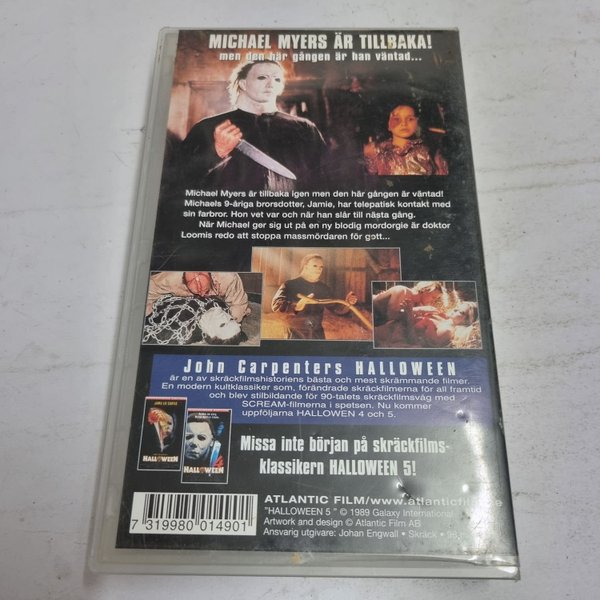 MICHAEL MYERS ÄR TILLBAKA!
men den här gången är han väntad...
Michael Myers är tillbaka igen men den här gången är väntad!
Michaels 9-åriga brorsdotter, Jamie, har telepatisk kontakt med
sin farbror. Hon vet var och när han slår till nästa gång.
När Michael ger sig ut på en ny blodig mordorgie är doktor
Loomis redo att stoppa massmördaren för gott...
John Carpenters HALLOWEEN
är en av skräckfilmshistoriens bästa och mest skrämmande filmer.
En modern kultklassiker som, förändrade skräckfilmerna för all framtid
och blev stilbildande för 90-talets skräckfilmsvåg med
SCREAM-filmerna i spetsen. Nu kommer
uppföljarna HALLOWEN 4 och 5.
HALLOWEEN
HALLOWEEN
4
Missa inte början på skräckfilms-
klassikern HALLOWEEN 5!
ATLANTIC FILM/www.atlanticfil
"HALLOWEEN 5" © 1989 Galaxy International
Artwork and design © Atlantic Film AB
Ansvarig utgivare: Johan Engwall • Skräck •
7 319980 014901